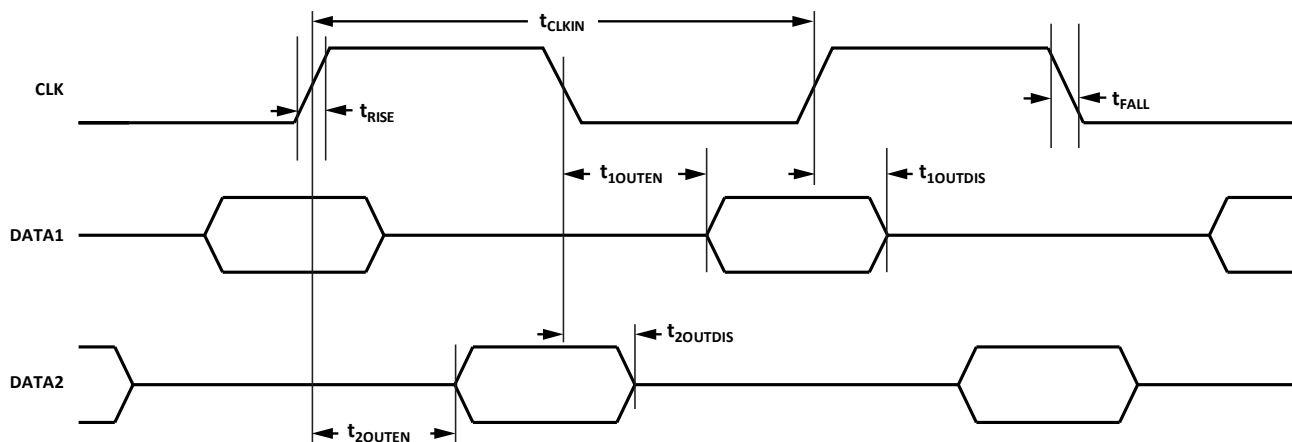 tCLKIN
CLK
tRISE
tFALL
t1OUTEN
t1OUTDIS
DATA1
t2OUTDIS
DATA2
t2OUTEN